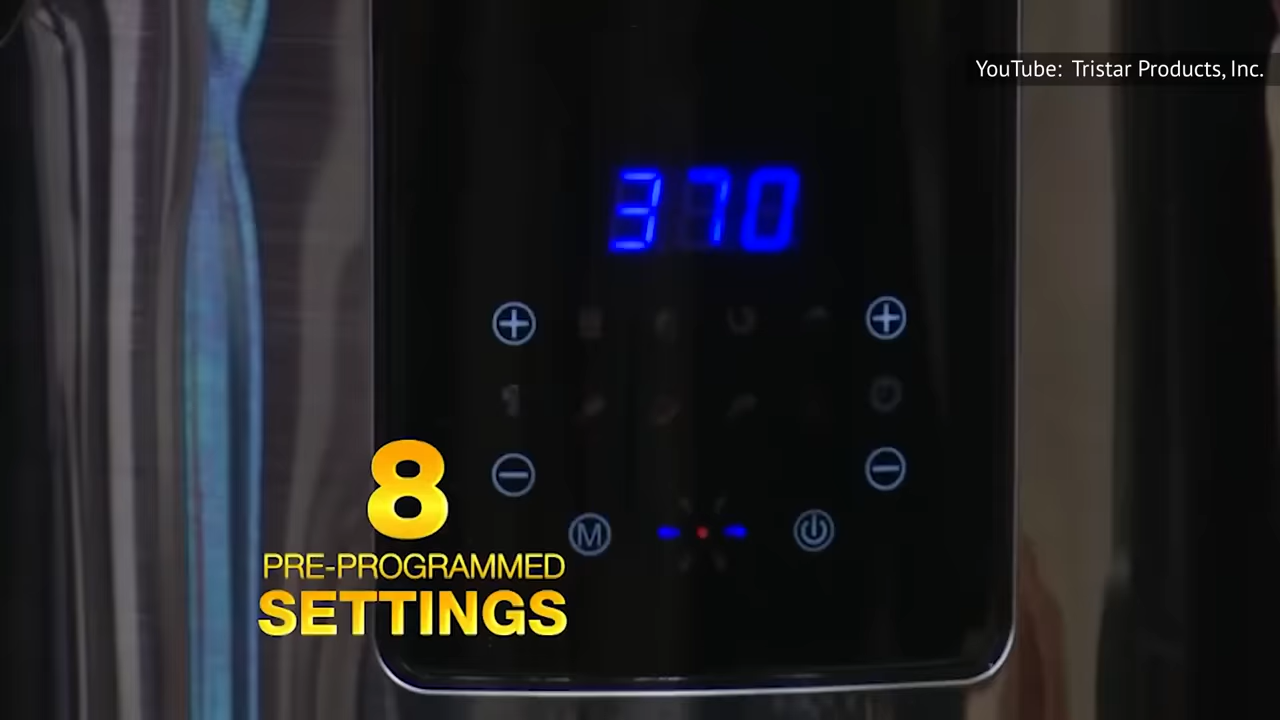 YouTube: Tristar Products, Inc.
370
M
8
PRE-PROGRAMMED
SETTINGS